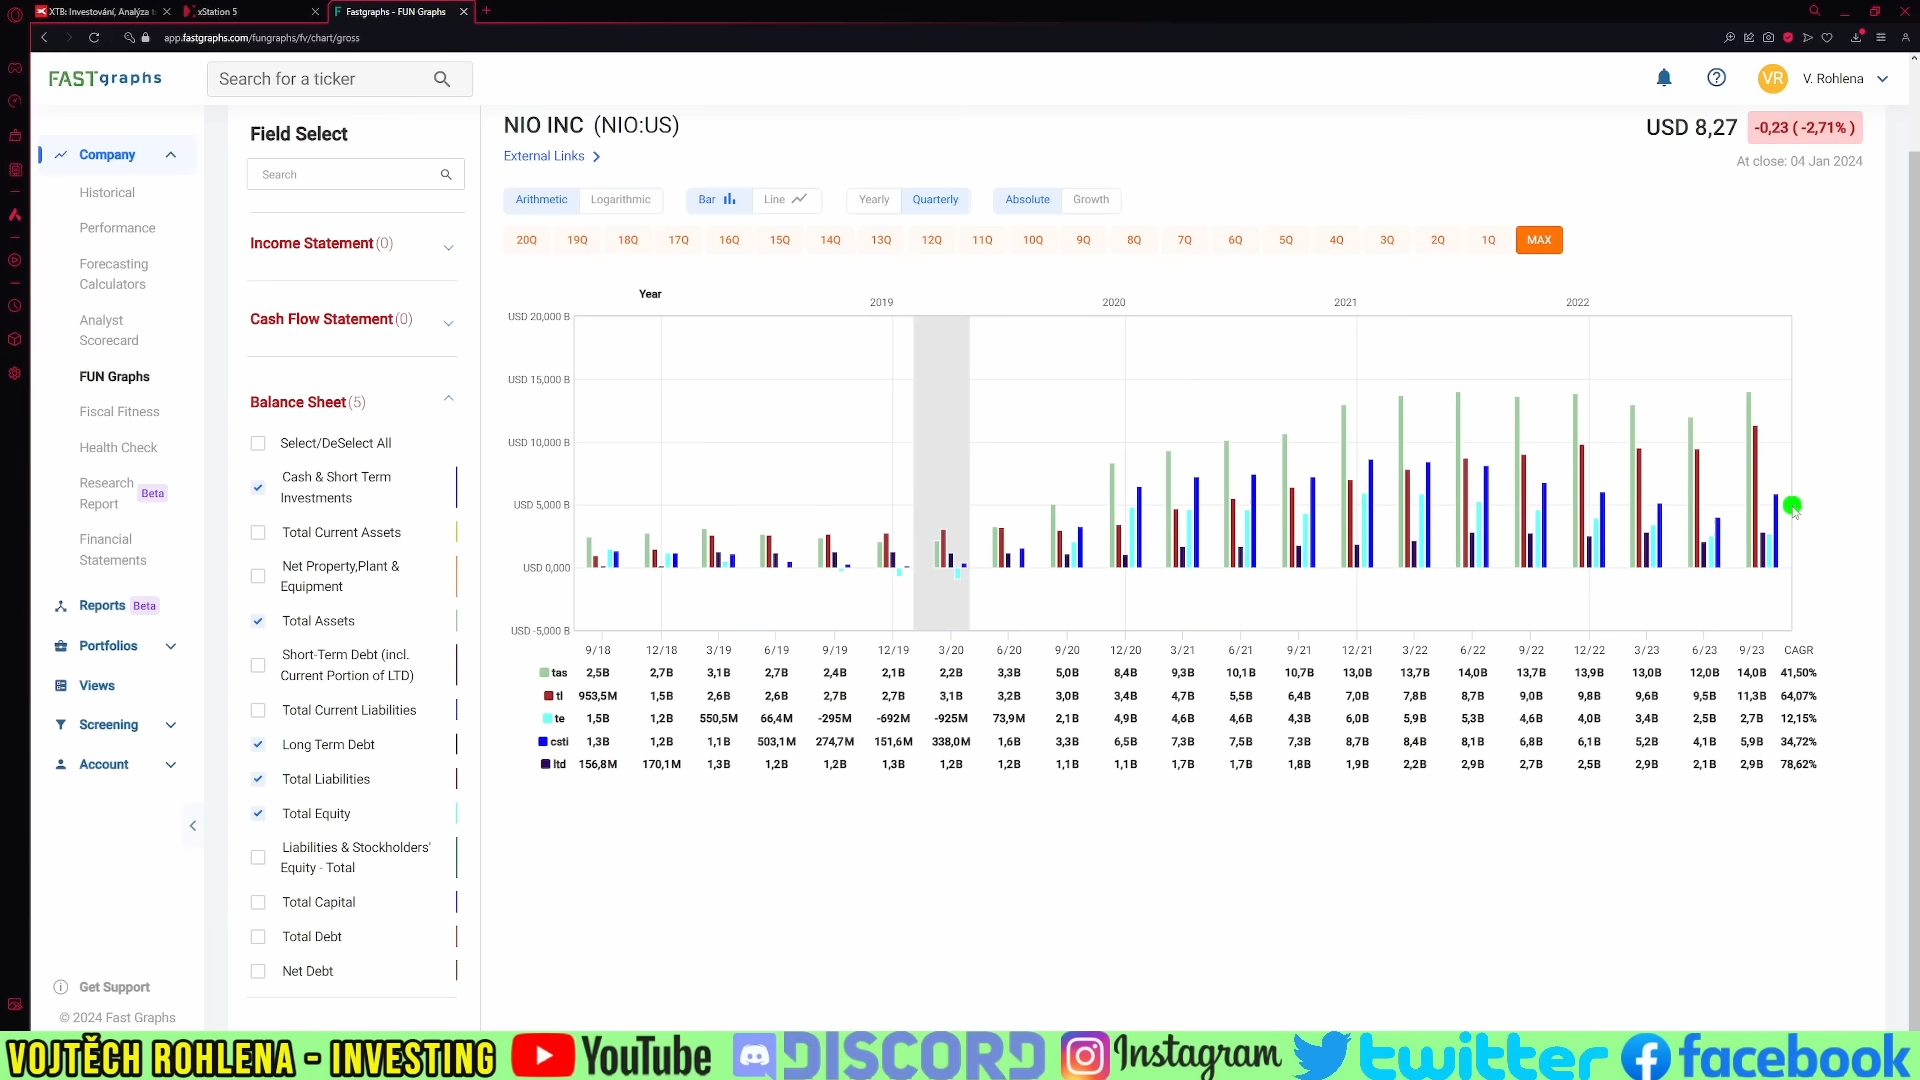 XTB: Investování, Analýza t
xStation 5
Fastgraphs - FUN Graphs
app.fastgraphs.com/fungraphs/fv/chart/gross
FASTgraphs
Search for a ticker
VR
V. Rohlena
Company
Historical
Performance
Forecasting
Calculators
Analyst
Scorecard
FUN Graphs
Fiscal Fitness
Health Check
Research
Report
Beta
Financial
Statements
Reports Beta
Portfolios
Views
Screening
Account
Get Support
© 2024 Fast Graphs
Field Select
Search
Income Statement (0)
Cash Flow Statement (0)
Balance Sheet (5)
Select/DeSelect All
Cash & Short Term
Investments
Total Current Assets
Net Property,Plant &
Equipment
Total Assets
Short-Term Debt (incl.
Current Portion of LTD)
Total Current Liabilities
Long Term Debt
Total Liabilities
Total Equity
Liabilities & Stockholders'
Equity - Total
Total Capital
Total Debt
Net Debt
NIO INC (NIO:US)
External Links
USD 8,27 -0,23 ( -2,71% )
At close: 04 Jan 2024
Arithmetic Logarithmic Bar Line Yearly Quarterly Absolute Growth
20Q 19Q 18Q 17Q 16Q 15Q 14Q 13Q 12Q 11Q 10Q 9Q 8Q 7Q 6Q 5Q 4Q 3Q 2Q 1Q MAX
Year 2019 2020 2021 2022
USD 20,000 B
USD 15,000 B
USD 10,000 B
USD 5,000 B
USD 0,000
USD -5,000 B
9/18 12/18 3/19 6/19 9/19 12/19 3/20 6/20 9/20 12/20 3/21 6/21 9/21 12/21 3/22 6/22 9/22 12/22 3/23 6/23 9/23 CAGR
tas 2,5B 2,7B 3,1B 2,7B 2,4B 2,1B 2,2B 3,3B 5,0B 8,4B 9,3B 10,1B 10,7B 13,0B 13,7B 14,0B 13,7B 13,9B 13,0B 12,0B 14,0B 41,50%
tl 953,5M 1,5B 2,6B 2,6B 2,7B 2,7B 3,1B 3,2B 3,0B 3,4B 4,7B 5,5B 6,4B 7,0B 7,8B 8,7B 9,0B 9,8B 9,6B 9,5B 11,3B 64,07%
te 1,5B 1,2B 550,5M 66,4M -295M -692M -925M 73,9M 2,1B 4,9B 4,6B 4,6B 4,3B 6,0B 5,9B 5,3B 4,6B 4,0B 3,4B 2,5B 2,7B 12,15%
csti 1,3B 1,2B 1,1B 503,1M 274,7M 151,6M 338,0M 1,6B 3,3B 6,5B 7,3B 7,5B 7,3B 8,7B 8,4B 8,1B 6,8B 6,1B 5,2B 4,1B 5,9B 34,72%
ltd 156,8M 170,1M 1,3B 1,2B 1,2B 1,3B 1,2B 1,2B 1,1B 1,1B 1,7B 1,7B 1,8B 1,9B 2,2B 2,9B 2,7B 2,5B 2,9B 2,1B 2,9B 78,62%
VOJTĚCH ROHLENA - INVESTING YouTube DISCORD Instagram twitter facebook